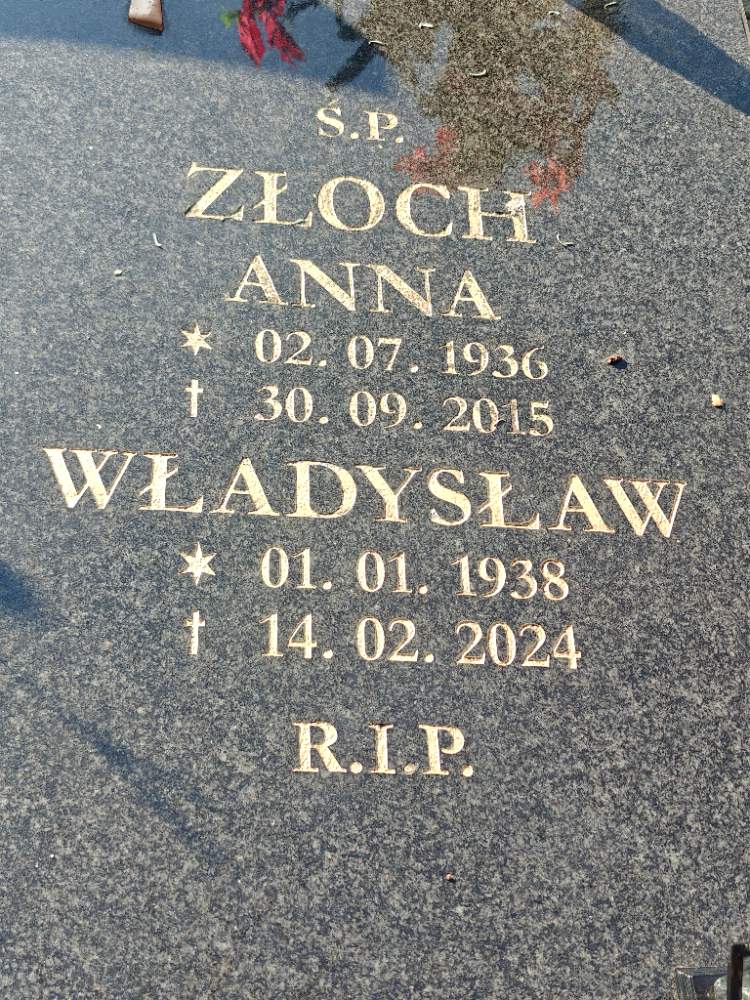 Ś.P.
ZŁOCH
ANNA
* 02. 07. 1936
† 30. 09. 2015
WŁADYSŁAW
* 01. 01. 1938
† 14. 02. 2024
R.I.P.